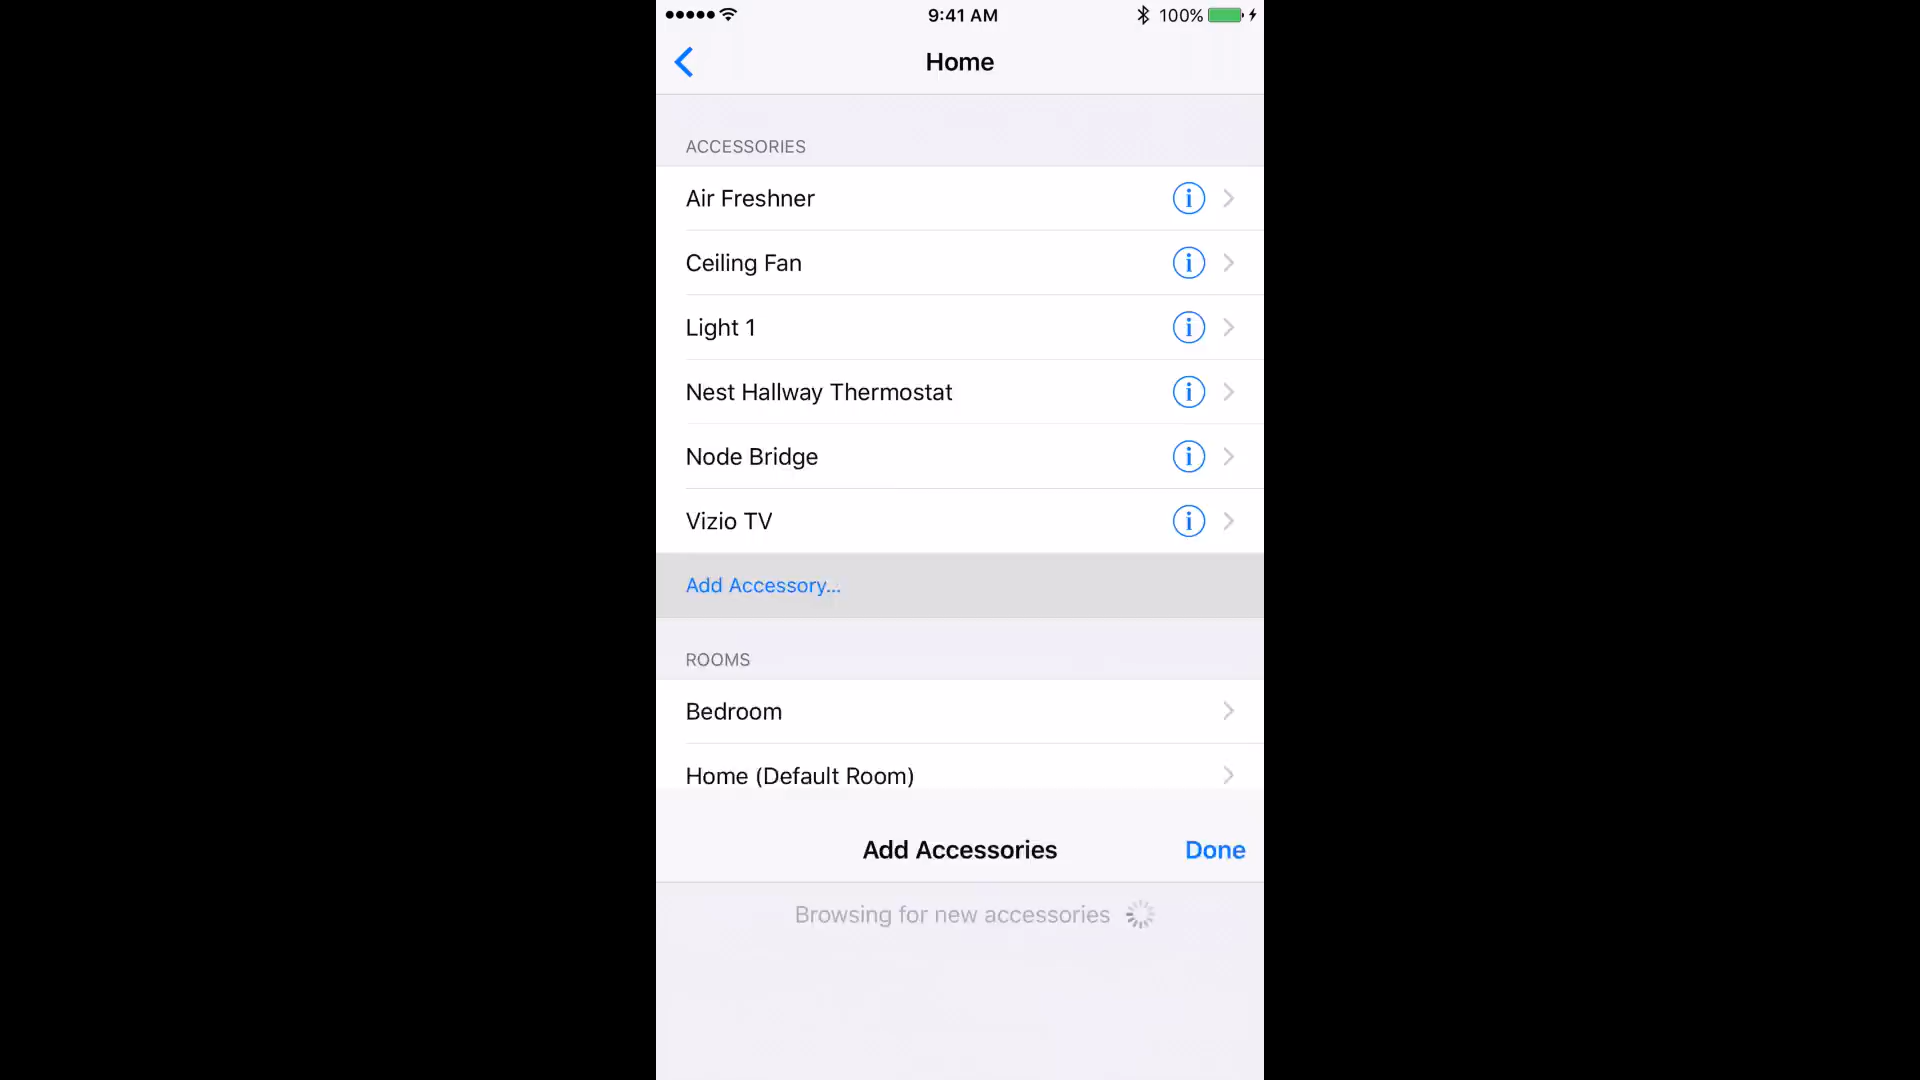 9:41 AM
100%
Home
ACCESSORIES
Air Freshner
Ceiling Fan
Light 1
Nest Hallway Thermostat
Node Bridge
Vizio TV
Add Accessory...
ROOMS
Bedroom
Home (Default Room)
Add Accessories
Done
Browsing for new accessories